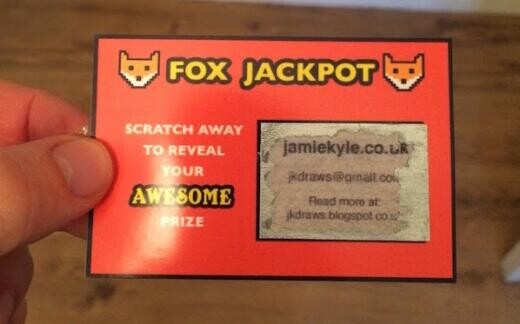 FOX JACKPOT
SCRATCH AWAY
TO REVEAL
YOUR
AWESOME
PRIZE
jamiekyle.co.uk
jkdraws@gmail.com
Read more at:
jkdraws.blogspot.co.uk